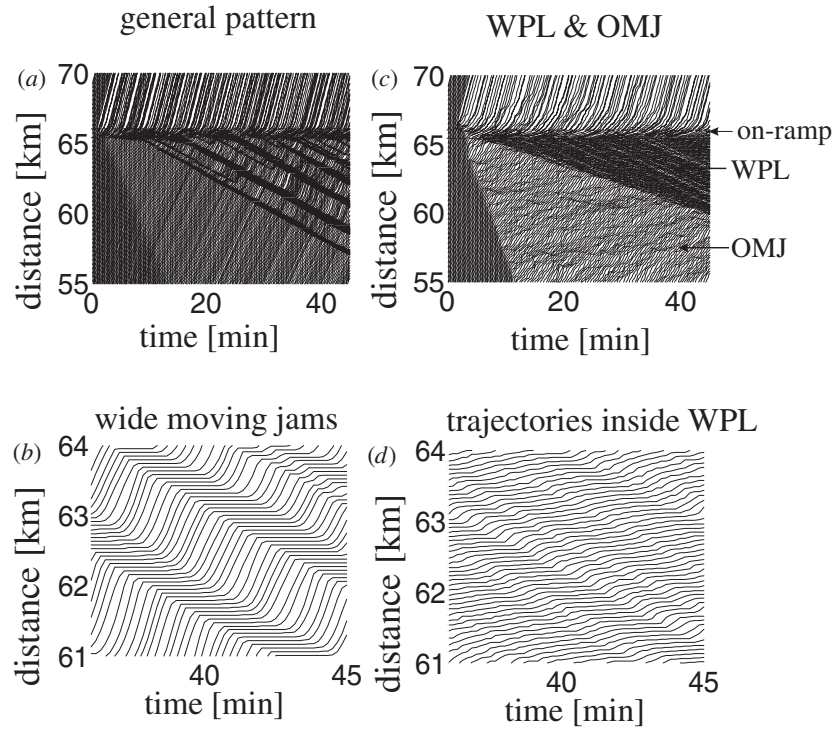 general pattern
WPL & OMJ
(a)
70
65
60
55
distance [km]
0
20
40
time [min]
(c)
70
65
60
55
distance [km]
0
20
40
time [min]
on-ramp
WPL
OMJ
wide moving jams
trajectories inside WPL
(b)
64
63
62
61
distance [km]
40
45
time [min]
(d)
64
63
62
61
distance [km]
40
45
time [min]